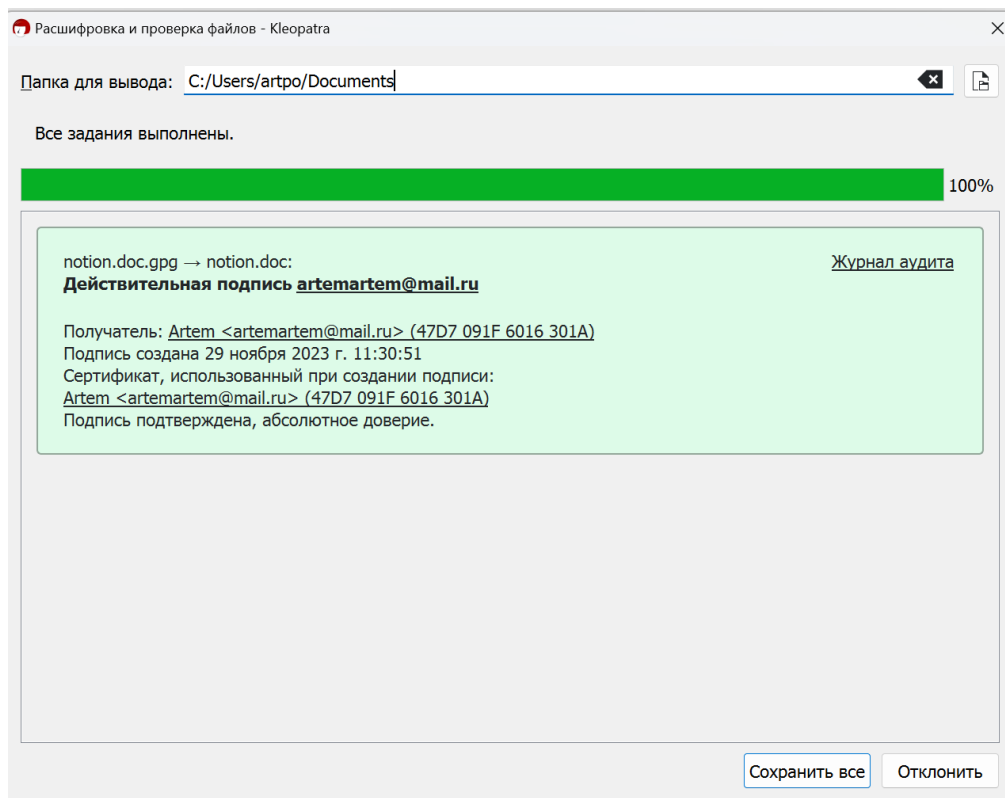 Расшифровка и проверка файлов - Kleopatra
Папка для вывода: C:/Users/artpo/Documents
Все задания выполнены.
100%
notion.doc.gpg → notion.doc:
Журнал аудита
Действительная подпись artemartem@mail.ru
Получатель: Artem <artemartem@mail.ru> (47D7 091F 6016 301A)
Подпись создана 29 ноября 2023 г. 11:30:51
Сертификат, использованный при создании подписи:
Artem <artemartem@mail.ru> (47D7 091F 6016 301A)
Подпись подтверждена, абсолютное доверие.
Сохранить все
Отклонить